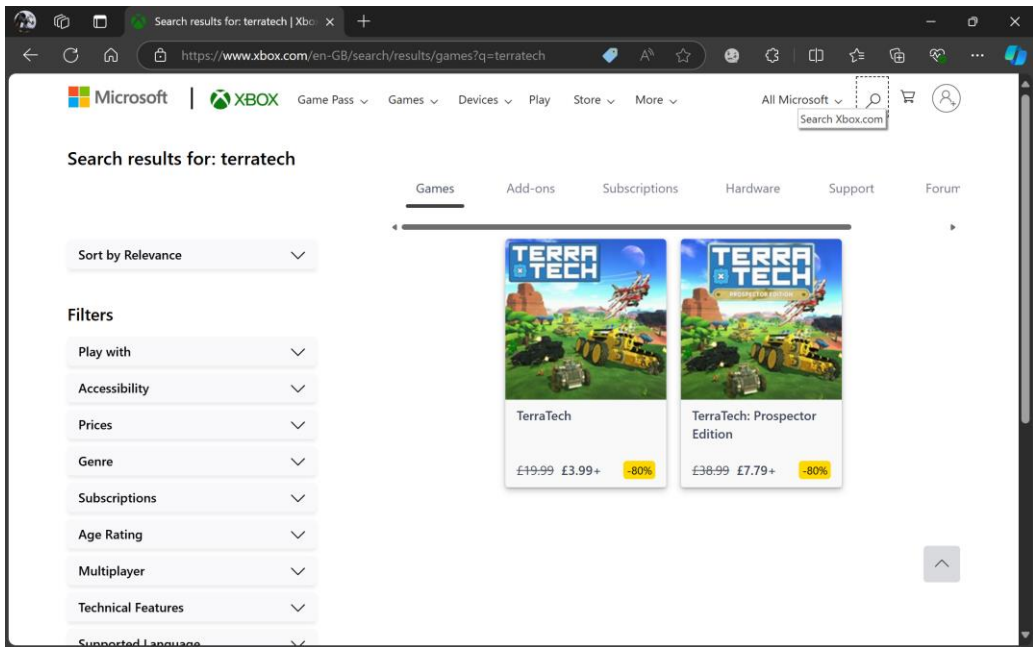 Search results for: terratech | Xbo
https://www.xbox.com/en-GB/search/results/games?q=terratech
Microsoft XBOX Game Pass Games Devices Play Store More All Microsoft
Search Xbox.com
Search results for: terratech
Games Add-ons Subscriptions Hardware Support Forum
Sort by Relevance
Filters
Play with
Accessibility
Prices
Genre
Subscriptions
Age Rating
Multiplayer
Technical Features
Supported Language
TERRA
TECH
TerraTech
£19.99 £3.99+ -80%
TERRA
TECH
PROSPECTOR EDITION
TerraTech: Prospector
Edition
£38.99 £7.79+ -80%